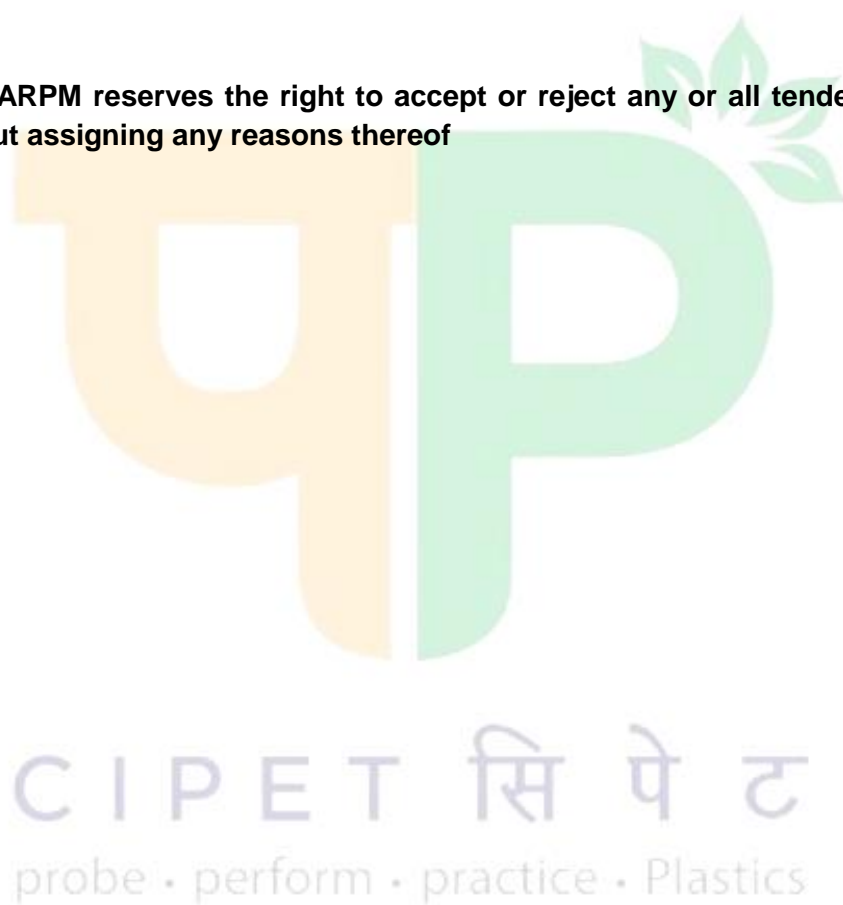 ARPM reserves the right to accept or reject any or all tende
ut assigning any reasons thereof
CIPET सिपेट
probe • perform • practice • Plastics